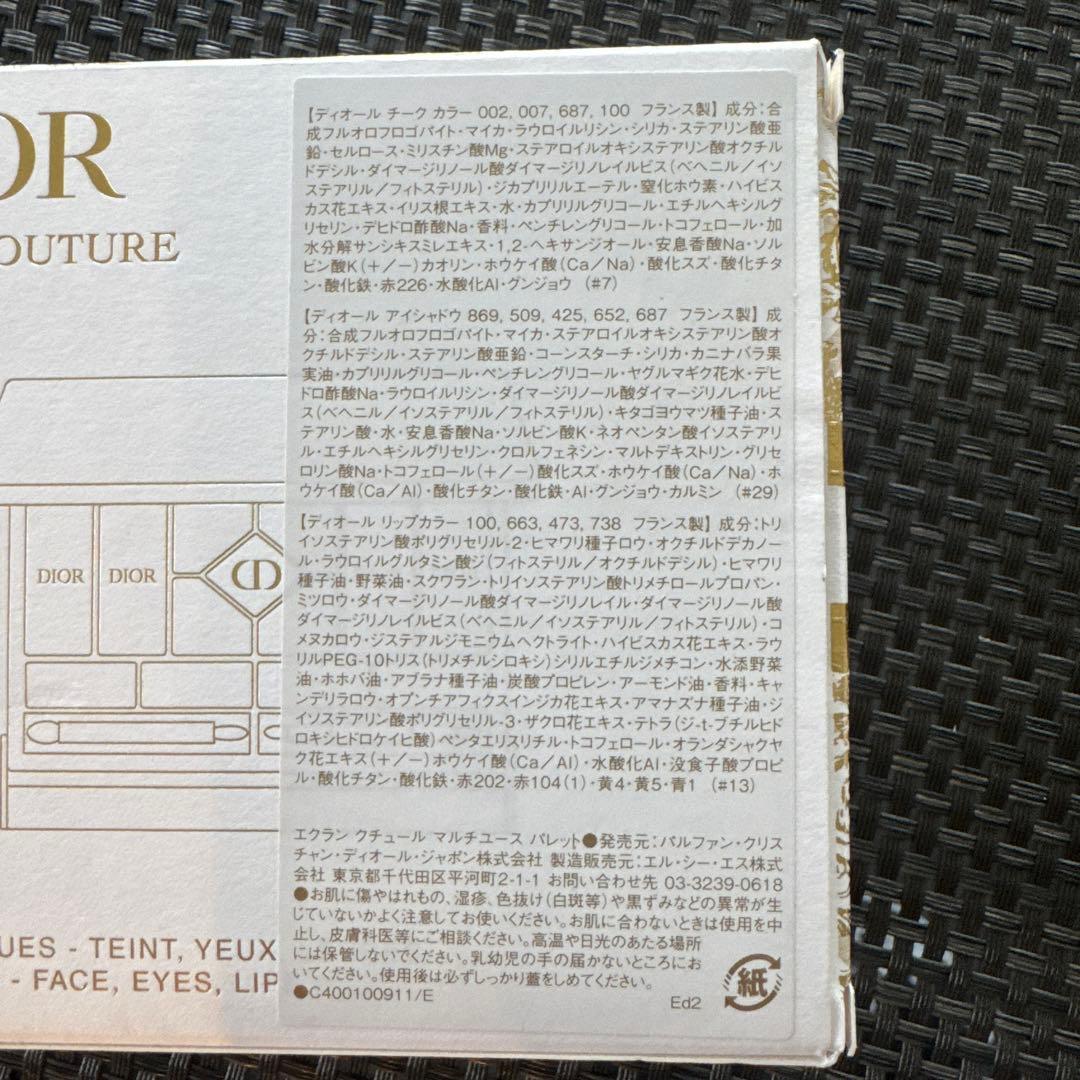 OR
OUTURE
DIOR
DIOR
CD
UES - TEINT, YEUX
- FACE, EYES, LIP
【ディオール チーク カラー 002, 007, 687, 100 フランス製】成分：合
成フルオロフロゴパイト・マイカ・ラウロイルリシン・シリカ・ステアリン酸亜
鉛・セルロース・ミリスチン酸Mg・ステアロイルオキシステアリン酸オクチル
ドデシル・ダイマージリノール酸ダイマージリノレイルビス（ベヘニル／イソ
ステアリル／フィトステリル）・ジカプリリルエーテル・窒化ホウ素・ハイビス
カス花エキス・イリス根エキス・水・カプリリルグリコール・エチルヘキシルグ
リセリン・デヒドロ酢酸Na・香料・ペンチレングリコール・トコフェロール・加
水分解サンシキスミレエキス・1,2-ヘキサンジオール・安息香酸Na・ソル
ビン酸K（＋／－）カオリン・ホウケイ酸（Ca／Na）・酸化スズ・酸化チタ
ン・酸化鉄・赤226・水酸化Al・グンジョウ （#7）
【ディオール アイシャドウ 869, 509, 425, 652, 687 フランス製】成
分：合成フルオロフロゴパイト・マイカ・ステアロイルオキシステアリン酸オ
クチルドデシル・ステアリン酸亜鉛・コーンスターチ・シリカ・カニナバラ果
実油・カプリリルグリコール・ペンチレングリコール・ヤグルマギク花水・デヒ
ドロ酢酸Na・ラウロイルリシン・ダイマージリノール酸ダイマージリノレイルビ
ス（ベヘニル／イソステアリル／フィトステリル）・キタゴヨウマツ種子油・ス
テアリン酸・水・安息香酸Na・ソルビン酸K・ネオペンタン酸イソステアリ
ル・エチルヘキシルグリセリン・クロルフェネシン・マルトデキストリン・グリセ
ロリン酸Na・トコフェロール（＋／－）酸化スズ・ホウケイ酸（Ca／Na）・ホ
ウケイ酸（Ca／Al）・酸化チタン・酸化鉄・Al・グンジョウ・カルミン （#29）
【ディオール リップカラー 100, 663, 473, 738 フランス製】成分：トリ
イソステアリン酸ポリグリセリル-2・ヒマワリ種子ロウ・オクチルドデカノー
ル・ラウロイルグルタミン酸ジ（フィトステリル／オクチルドデシル）・ヒマワリ
種子油・野菜油・スクワラン・トリイソステアリン酸トリメチロールプロパン・
ミツロウ・ダイマージリノール酸ダイマージリノレイル・ダイマージリノール酸
ダイマージリノレイルビス（ベヘニル／イソステアリル／フィトステリル）・コ
メヌカロウ・ジステアルジモニウムヘクトライト・ハイビスカス花エキス・ラウ
リルPEG-10トリス（トリメチルシロキシ）シリルエチルジメチコン・水添野菜
油・ホホバ油・アブラナ種子油・炭酸プロピレン・アーモンド油・香料・キャ
ンデリラロウ・オプンチアフィクスインジカ花エキス・アマナズナ種子油・ジ
イソステアリン酸ポリグリセリル-3・ザクロ花エキス・テトラ（ジ-t-ブチルヒド
ロキシヒドロケイヒ酸）ペンタエリスリチル・トコフェロール・オランダシャクヤ
ク花エキス（＋／－）ホウケイ酸（Ca／Al）・水酸化Al・没食子酸プロピ
ル・酸化チタン・酸化鉄・赤202・赤104（1）・黄4・黄5・青1 （#13）
エクラン クチュール マルチユース パレット●発売元：パルファン・クリス
チャン・ディオール・ジャポン株式会社 製造販売元：エル・シー・エス株式会
社 東京都千代田区平河町2-1-1 お問い合わせ先 03-3239-0618
●お肌に傷やはれもの、湿疹、色抜け（白斑等）や黒ずみなどの異常が生
じていないかよく注意してお使いください。お肌に合わないときは使用を中
止し、皮膚科医等にご相談ください。高温や日光のあたる場所
には保管しないでください。乳幼児の手の届かないところにお
いてください。使用後は必ずしっかり蓋をしめてください。
●C400100911/E
Ed2
紙